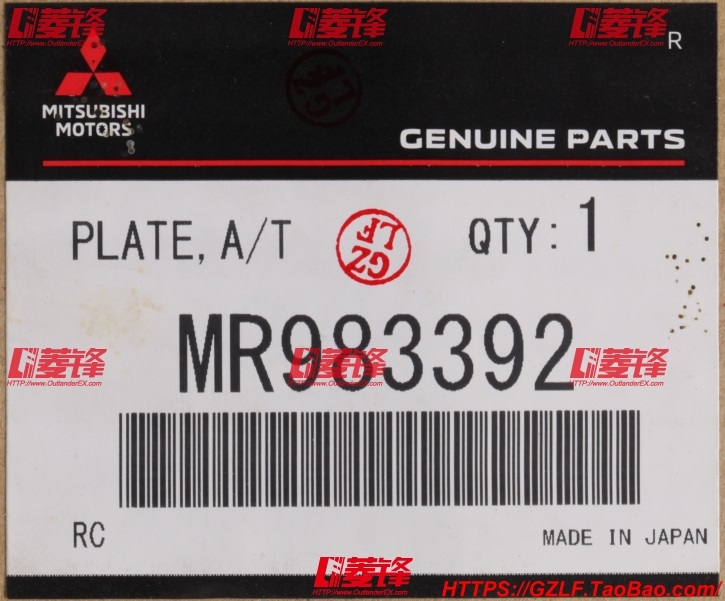 菱锋 菱锋 菱锋
HTTP://www.OutlanderEX.com HTTP://www.OutlanderEX.com HTTP://www.OutlanderEX.com
R
MITSUBISHI
MOTORS
GENUINE PARTS
PLATE, A/T
GZ
LF
QTY: 1
MR983392
菱锋 菱锋 菱锋
HTTP://www.OutlanderEX.com HTTP://www.OutlanderEX.com HTTP://www.OutlanderEX.com
RC
MADE IN JAPAN
菱锋
HTTP://www.OutlanderEX.com
HTTPS://GZLF.TaoBao.com/